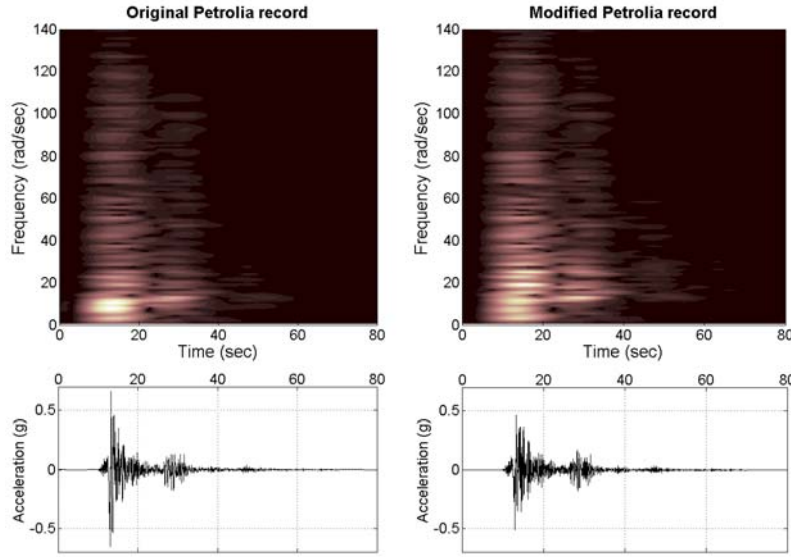 Original Petrolia record
140
120
100
80
60
40
20
0
Frequency (rad/sec)
0 20 40 60 80
Time (sec)
0 20 40 60 80
0.5
0
-0.5
Acceleration (g)
Modified Petrolia record
140
120
100
80
60
40
20
0
Frequency (rad/sec)
0 20 40 60 80
Time (sec)
0 20 40 60 80
0.5
0
-0.5
Acceleration (g)